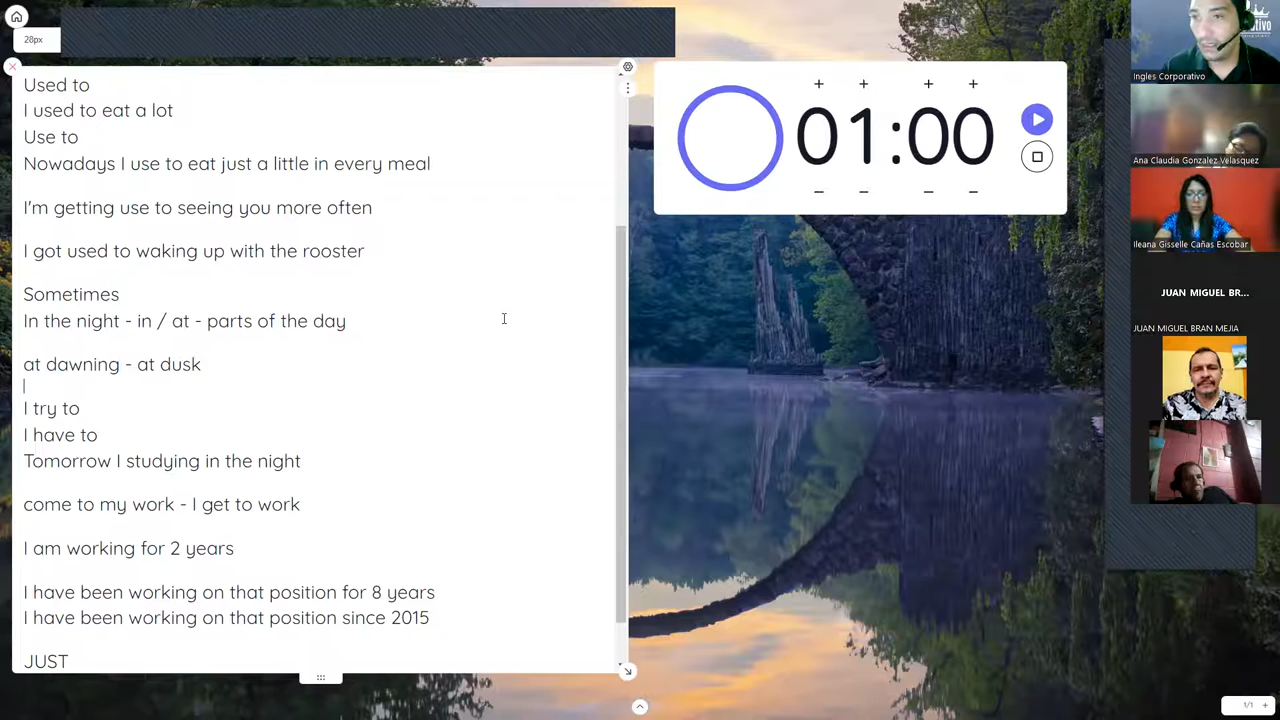 28px
Used to
I used to eat a lot
Use to
Nowadays I use to eat just a little in every meal
I'm getting use to seeing you more often
I got used to waking up with the rooster
Sometimes
In the night - in / at - parts of the day
at dawning - at dusk
I try to
I have to
Tomorrow I studying in the night
come to my work - I get to work
I am working for 2 years
I have been working on that position for 8 years
I have been working on that position since 2015
JUST
01:00
Ingles Corporativo
Ana Claudia Gonzalez Velasquez
Ileana Gisselle Cañas Escobar
JUAN MIGUEL BR...
JUAN MIGUEL BRAN MEJIA
1/1